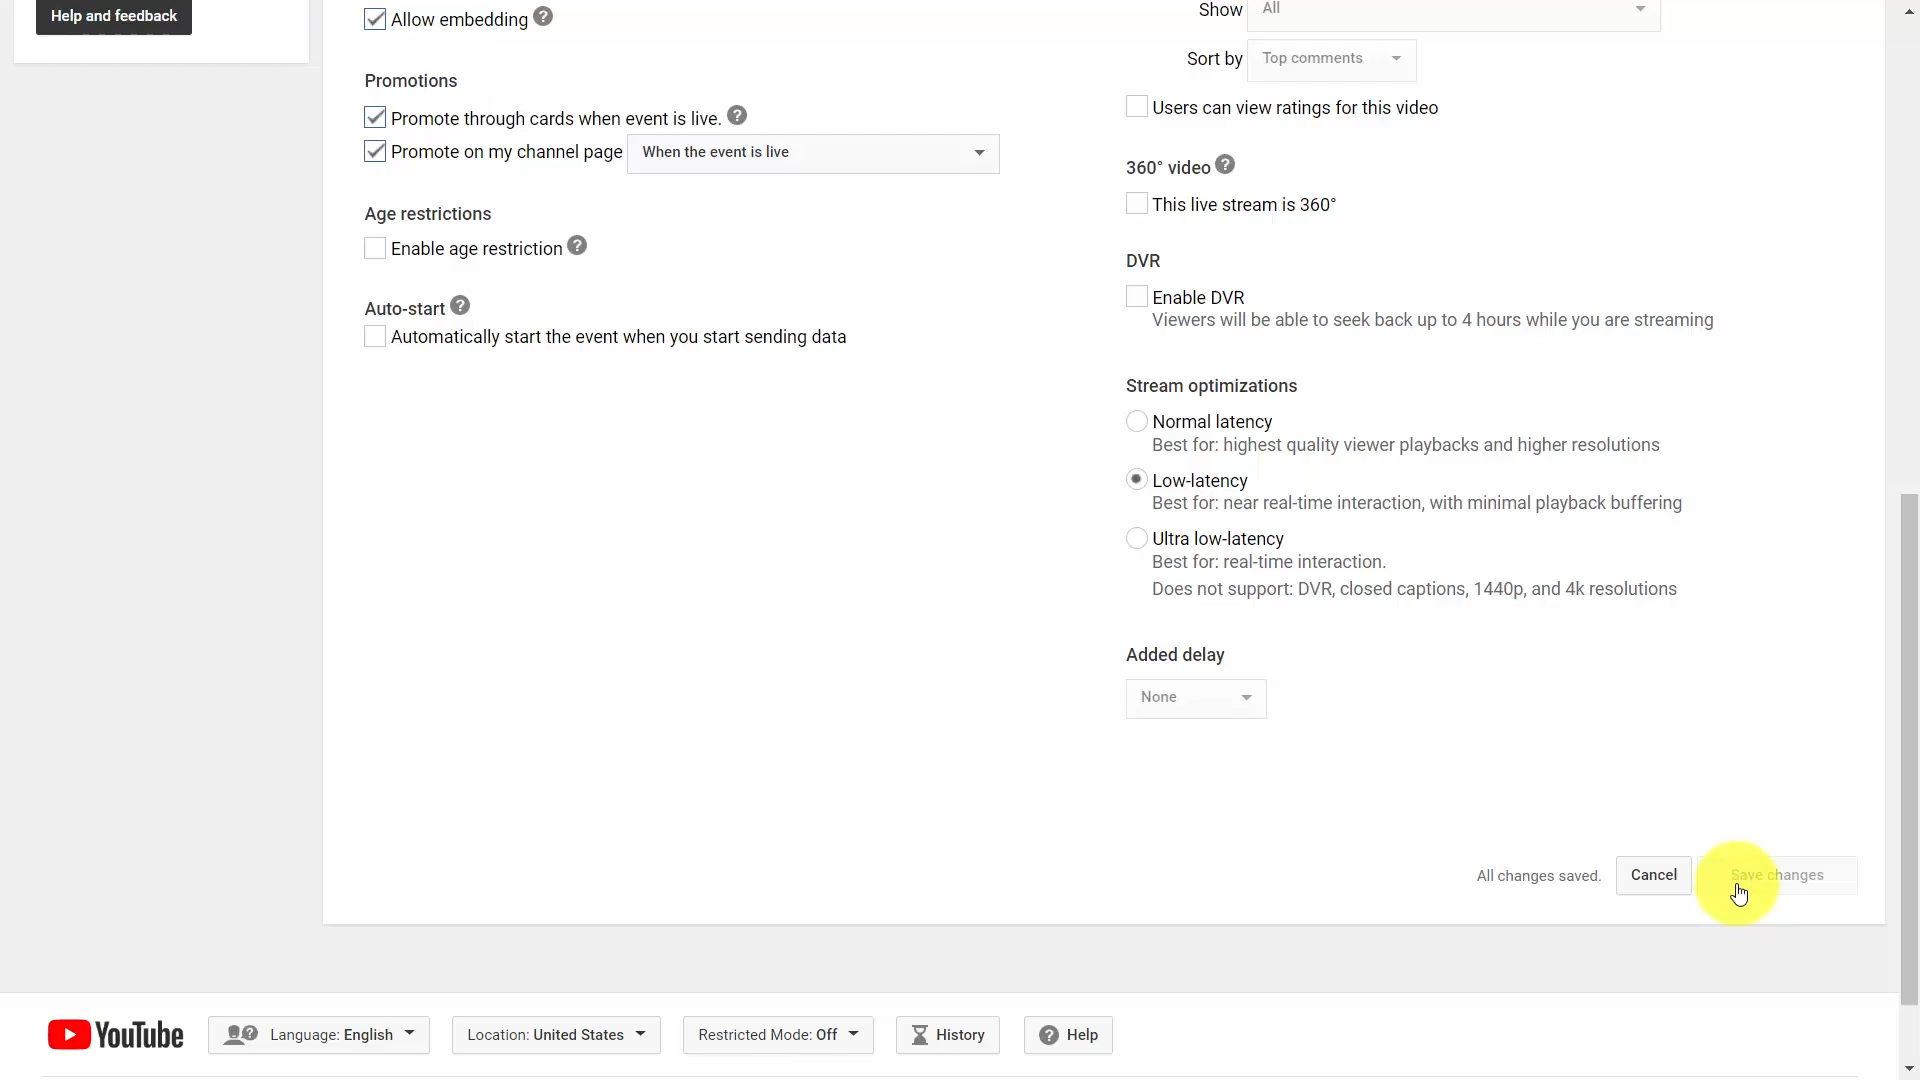 Help and feedback
Allow embedding ?
Promotions
Promote through cards when event is live. ?
Promote on my channel page When the event is live
Age restrictions
Enable age restriction ?
Auto-start ?
Automatically start the event when you start sending data
Show All
Sort by Top comments
Users can view ratings for this video
360° video ?
This live stream is 360°
DVR
Enable DVR
Viewers will be able to seek back up to 4 hours while you are streaming
Stream optimizations
Normal latency
Best for: highest quality viewer playbacks and higher resolutions
Low-latency
Best for: near real-time interaction, with minimal playback buffering
Ultra low-latency
Best for: real-time interaction.
Does not support: DVR, closed captions, 1440p, and 4k resolutions
Added delay
None
All changes saved. Cancel Save changes
YouTube Language: English Location: United States Restricted Mode: Off History ? Help